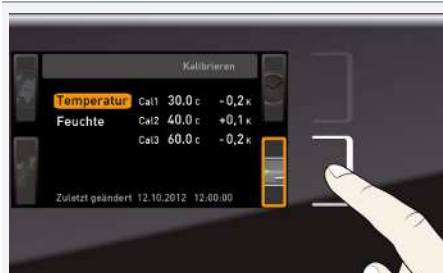 Kalibrieren
Temperatur Cal1 30.0 c -0,2 K
Feuchte Cal2 40.0 c +0,1 K
Cal3 60.0 c -0,2 K
Zuletzt geändert 12.10.2012 12:00:00